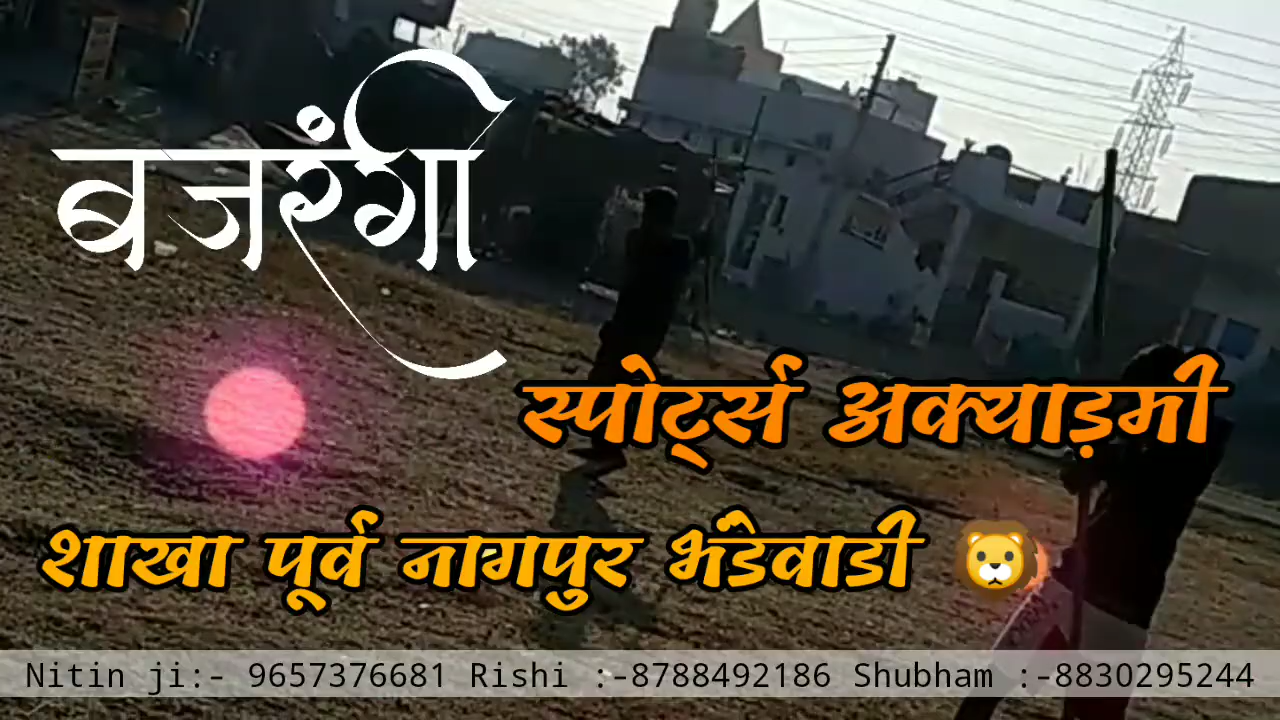 बजरंगी
स्पोर्ट्स अक्याड़मी
शाखा पूर्व नागपुर भंडेवाडी 🦁
Nitin ji:- 9657376681 Rishi :-8788492186 Shubham :-8830295244